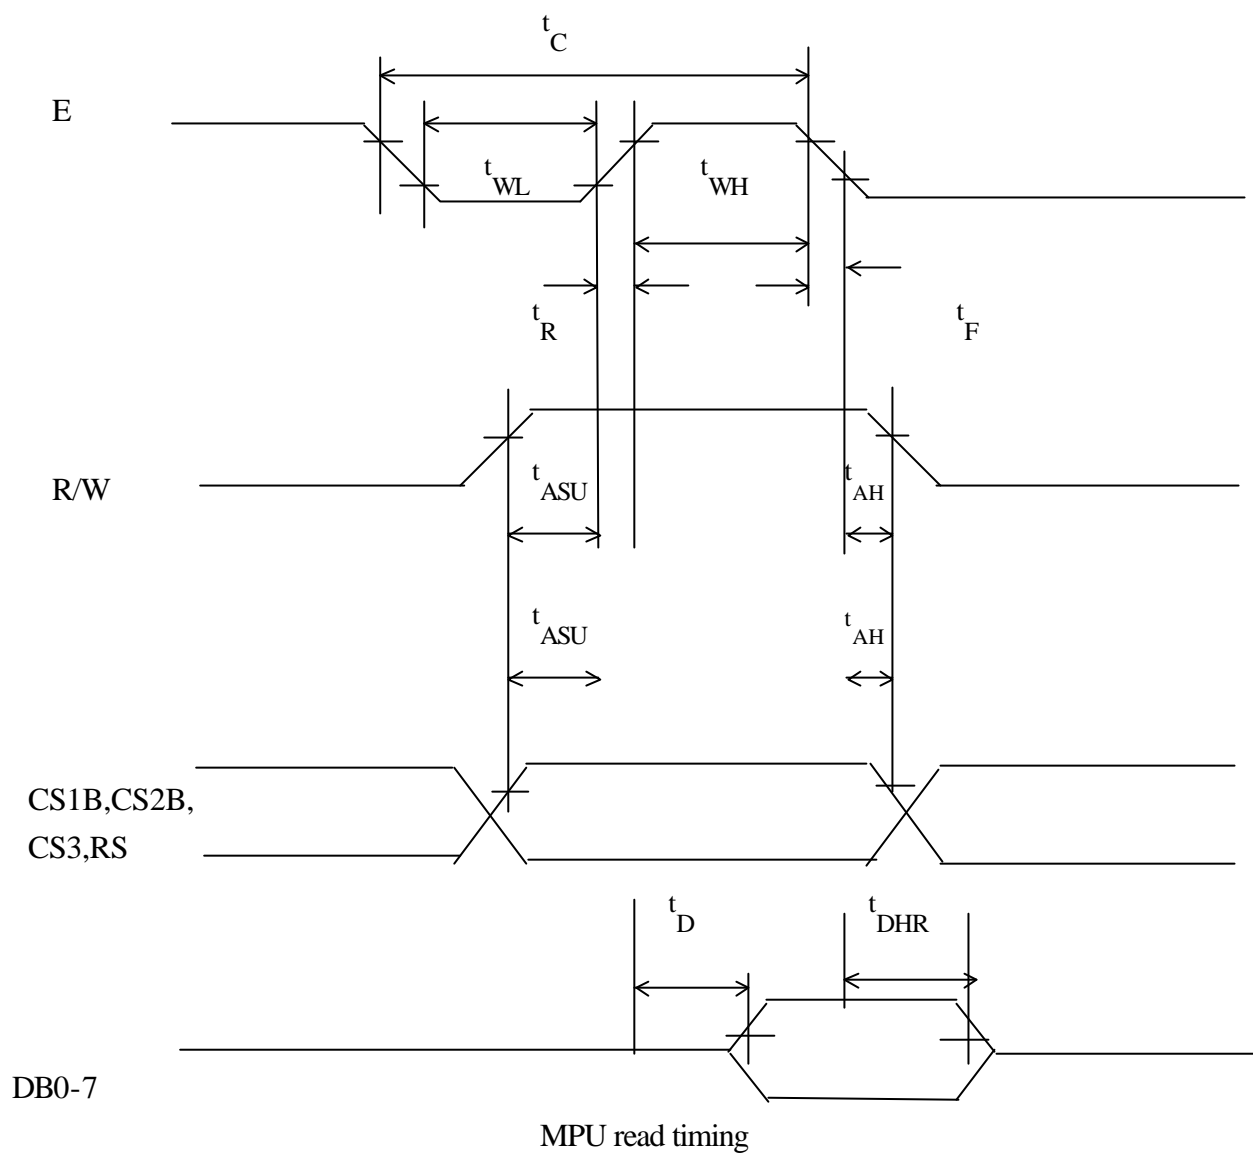 tC
E
tWL
tWH
tR
tF
R/W
tASU
tAH
tASU
tAH
CS1B,CS2B,
CS3,RS
tD
tDHR
DB0-7
MPU read timing